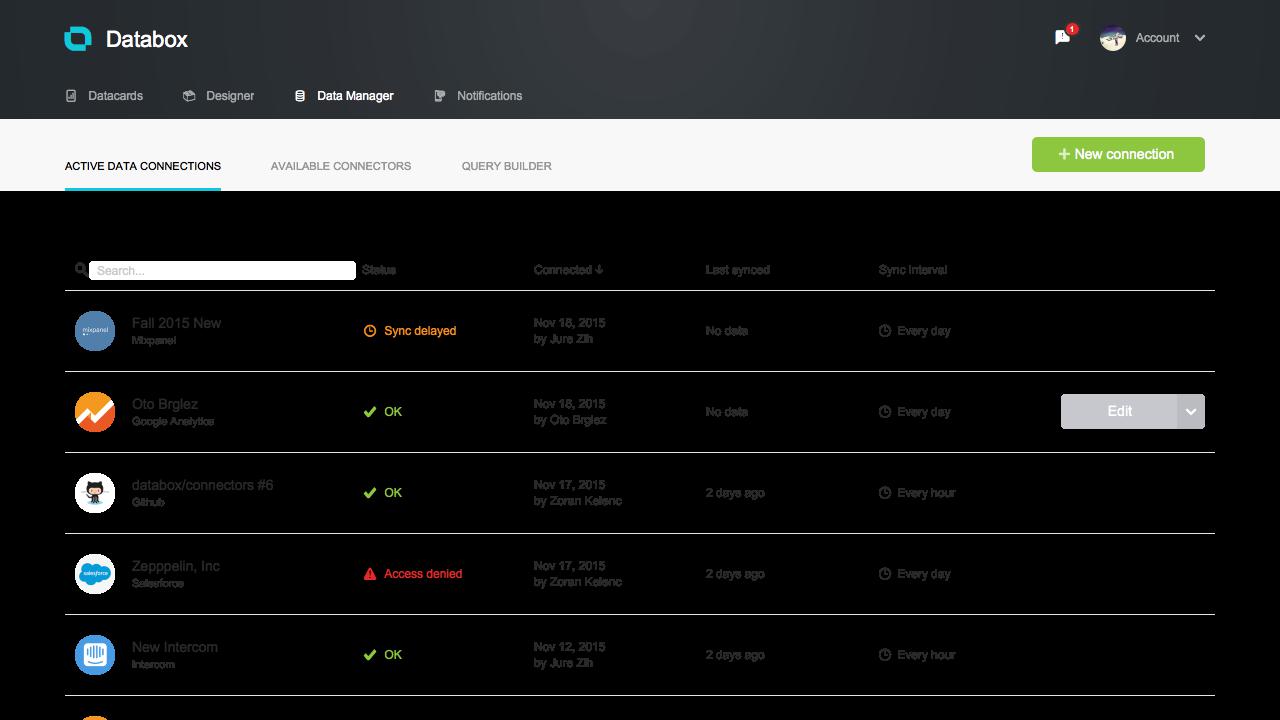 Databox
1
Account
Datacards
Designer
Data Manager
Notifications
ACTIVE DATA CONNECTIONS
AVAILABLE CONNECTORS
QUERY BUILDER
+ New connection
Search...
Status
Connected
Last synced
Sync interval
mixpanel
Fall 2015 New
Mixpanel
Sync delayed
Nov 18, 2015
by Jure Zih
No data
Every day
Oto Brglez
Google Analytics
OK
Nov 18, 2015
by Oto Brglez
No data
Every day
Edit
databox/connectors #6
Github
OK
Nov 17, 2015
by Zoran Kelenc
2 days ago
Every hour
salesforce
Zepppelin, Inc
Salesforce
Access denied
Nov 17, 2015
by Zoran Kelenc
2 days ago
Every day
New Intercom
Intercom
OK
Nov 12, 2015
by Jure Zih
2 days ago
Every hour